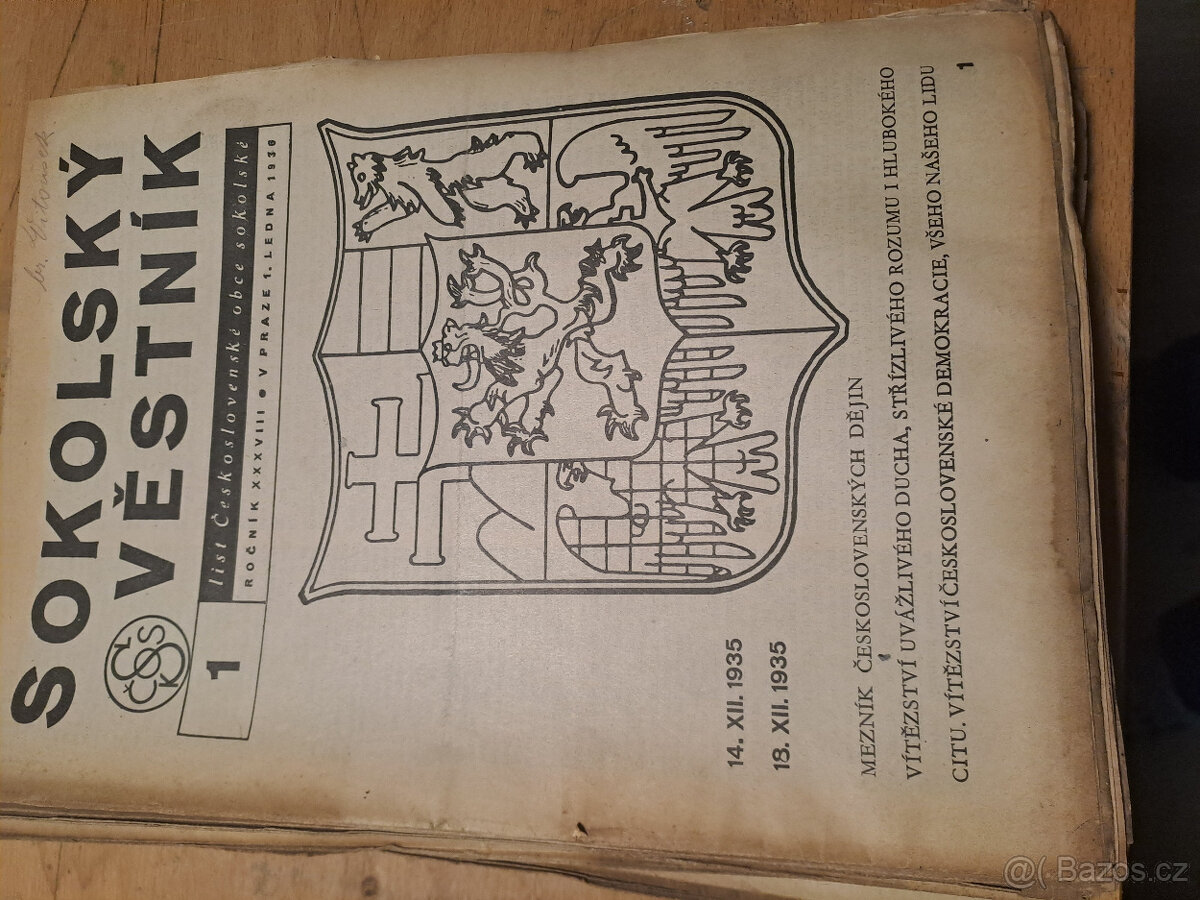 br. Vitousek
SOKOLSKÝ
VĚSTNÍK
ČOS
1
list Československé obce sokolské
ROČNÍK XXXVIII ● V PRAZE 1. LEDNA 1936
14. XII. 1935
18. XII. 1935
MEZNÍK ČESKOSLOVENSKÝCH DĚJIN
VÍTĚZSTVÍ UVÁŽLIVÉHO DUCHA, STŘÍZLIVÉHO ROZUMU I HLUBOKÉHO
CITU. VÍTĚZSTVÍ ČESKOSLOVENSKÉ DEMOKRACIE, VŠEHO NAŠEHO LIDU
1
@( Bazos.cz